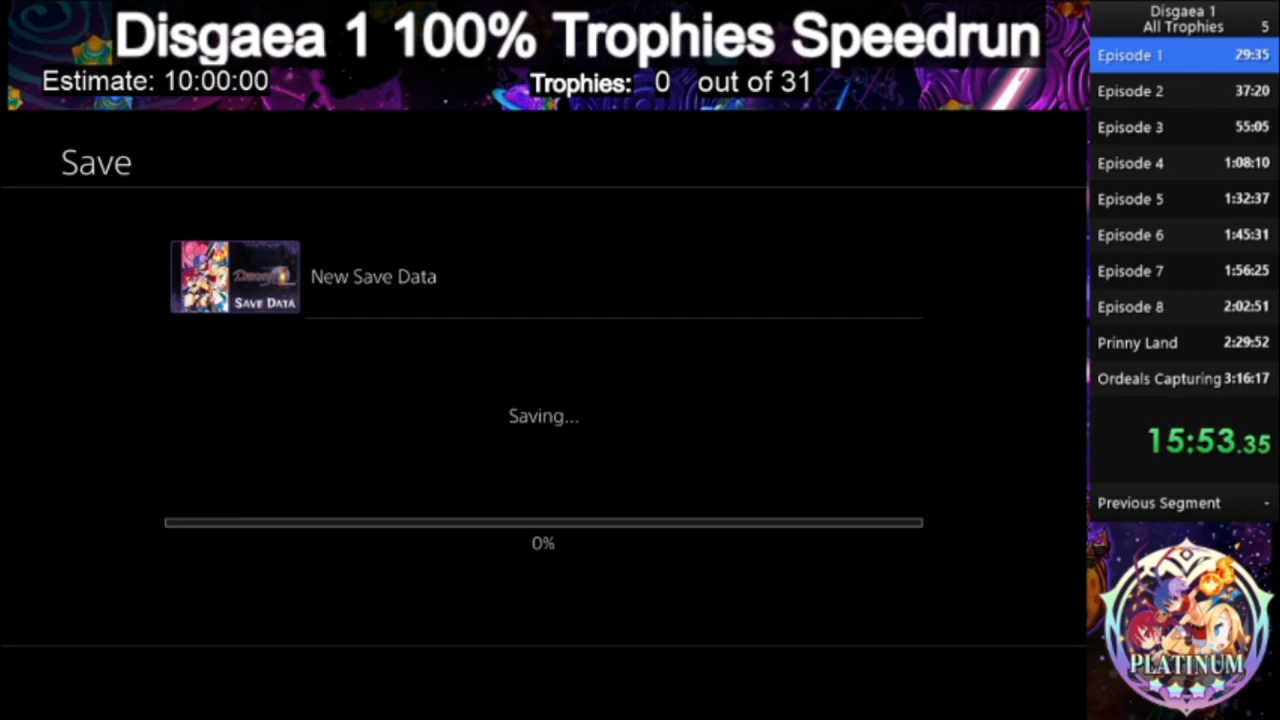 Disgaea 1 100% Trophies Speedrun
Estimate: 10:00:00
Trophies: 0 out of 31
Save
SAVE DATA
New Save Data
Saving...
0%
Disgaea 1
All Trophies 5
Episode 1 29:35
Episode 2 37:20
Episode 3 55:05
Episode 4 1:08:10
Episode 5 1:32:37
Episode 6 1:45:31
Episode 7 1:56:25
Episode 8 2:02:51
Prinny Land 2:29:52
Ordeals Capturing 3:16:17
15:53.35
Previous Segment -
PLATINUM